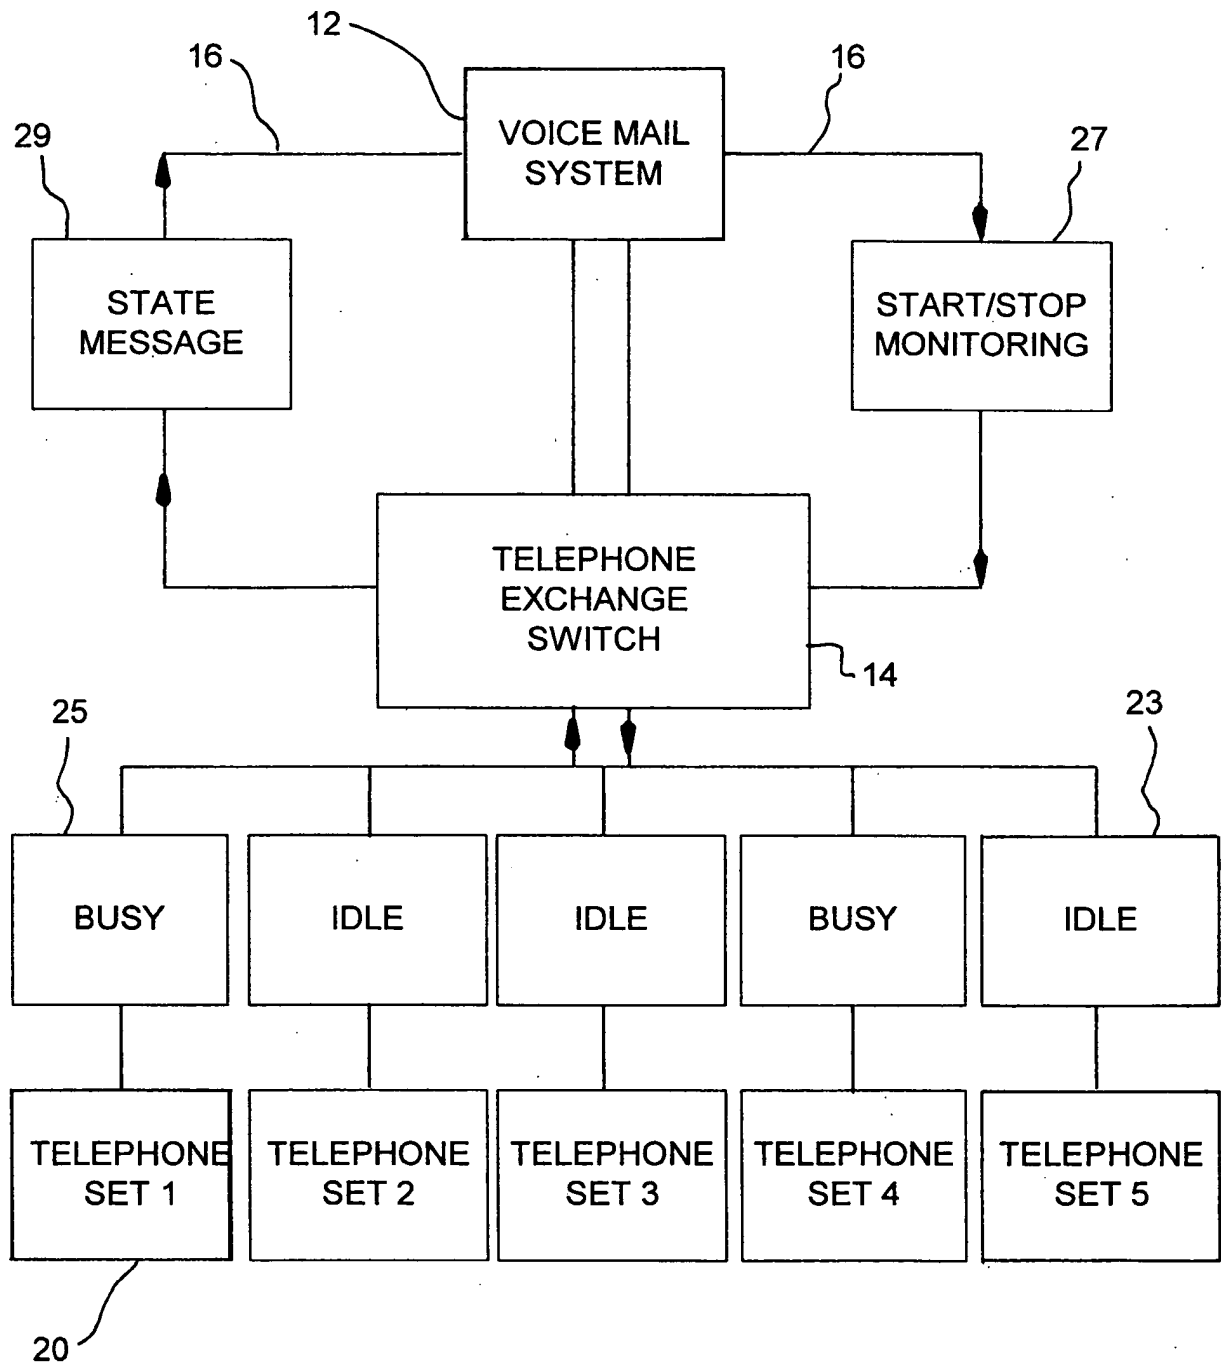 12
16
16
29
27
VOICE MAIL
SYSTEM
STATE
MESSAGE
START/STOP
MONITORING
TELEPHONE
EXCHANGE
SWITCH
14
25
23
BUSY
IDLE
IDLE
BUSY
IDLE
TELEPHONE
SET 1
TELEPHONE
SET 2
TELEPHONE
SET 3
TELEPHONE
SET 4
TELEPHONE
SET 5
20